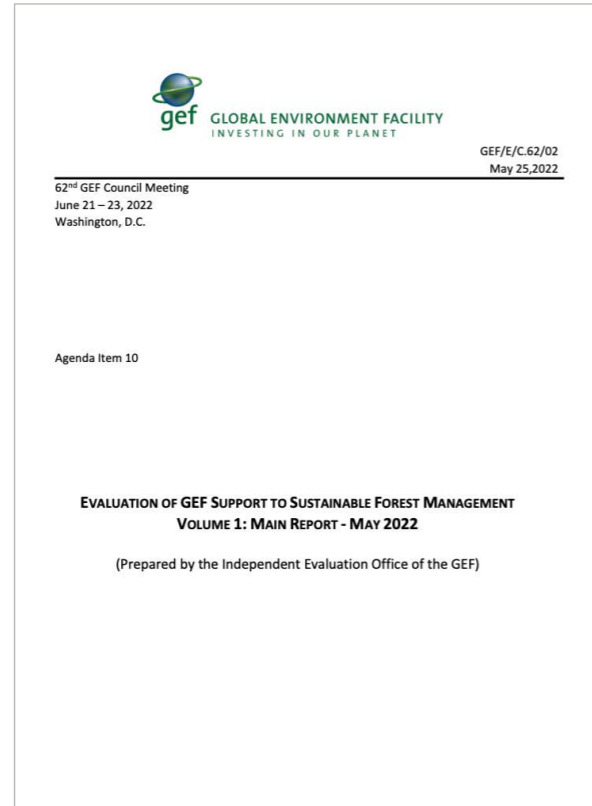 gef
GLOBAL ENVIRONMENT FACILITY
INVESTING IN OUR PLANET
GEF/E/C.62/02
May 25,2022
62nd GEF Council Meeting
June 21 – 23, 2022
Washington, D.C.
Agenda Item 10
EVALUATION OF GEF SUPPORT TO SUSTAINABLE FOREST MANAGEMENT
VOLUME 1: MAIN REPORT - MAY 2022
(Prepared by the Independent Evaluation Office of the GEF)